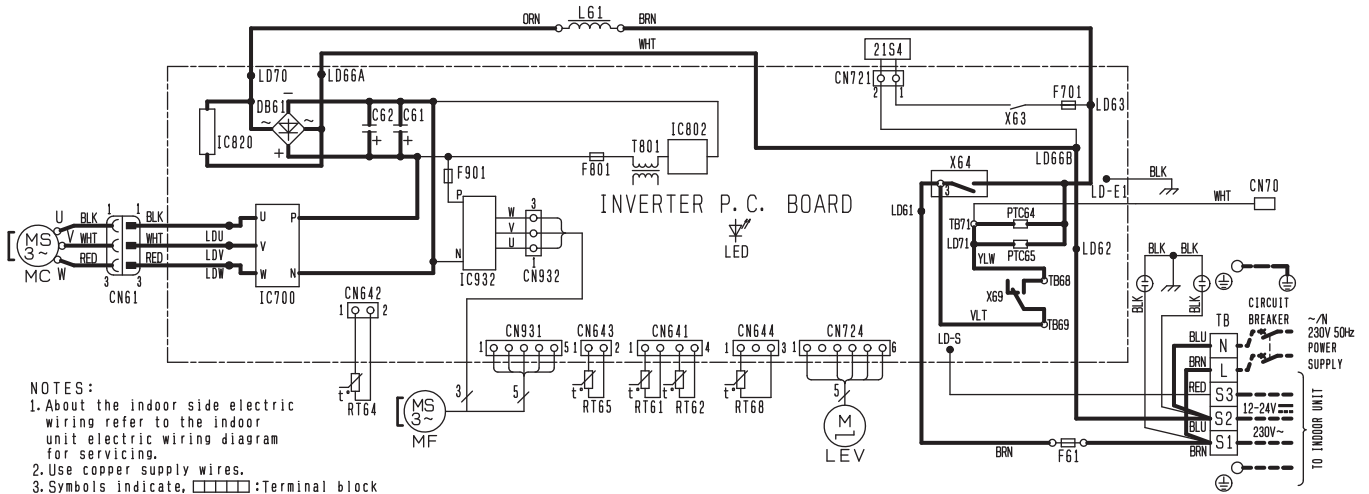 ORN L61 BRN
WHT
21S4
LD70 LD66A
CN721
2 1
F701
LD63
X63
DB61
−
~ ~
+
C62 C61
+ +
IC820
T801 IC802
F801
F901
LD66B
X64
3
BLK
LD-E1
WHT
CN70
INVERTER P. C. BOARD
LED
PTC64
TB71
LD71
PTC65
YLW
LD61
LD62
TB68
X69
VLT
TB69
LD-S
P
N
IC932
W
V
U
3
1
CN932
U BLK 1 1 BLK
V WHT WHT
W RED RED
3 3
MS
3~
MC
CN61
LDU
LDV
LDW
U P
V
W N
IC700
CN642
1 2
t°
RT64
CN931
1 5
CN643
1 2
CN641
1 4
CN644
1 3
CN724
1 6
3
5
5
MS
3~
MF
t°
RT65
t°
RT61
t°
RT62
t°
RT68
M
LEV
BLK BLK
BLK
BLK
CIRCUIT
BREAKER
~/N
230V 50Hz
POWER
SUPPLY
TB
BLU N
BRN L
RED S3
S2
BLU
S1
BRN
12-24V
230V~
TO INDOOR UNIT
BRN F61
NOTES:
1. About the indoor side electric
wiring refer to the indoor
unit electric wiring diagram
for servicing.
2. Use copper supply wires.
3. Symbols indicate, :Terminal block